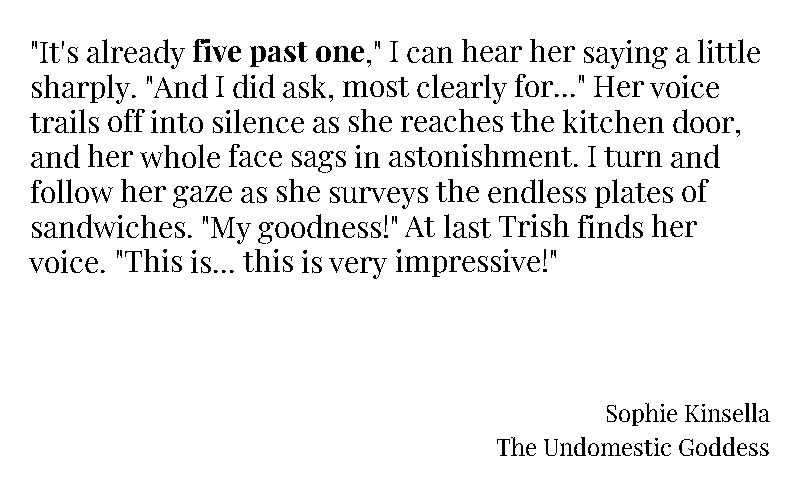 "It's already five past one," I can hear her saying a little
sharply. "And I did ask, most clearly for..." Her voice
trails off into silence as she reaches the kitchen door,
and her whole face sags in astonishment. I turn and
follow her gaze as she surveys the endless plates of
sandwiches. "My goodness!" At last Trish finds her
voice. "This is... this is very impressive!"
Sophie Kinsella
The Undomestic Goddess